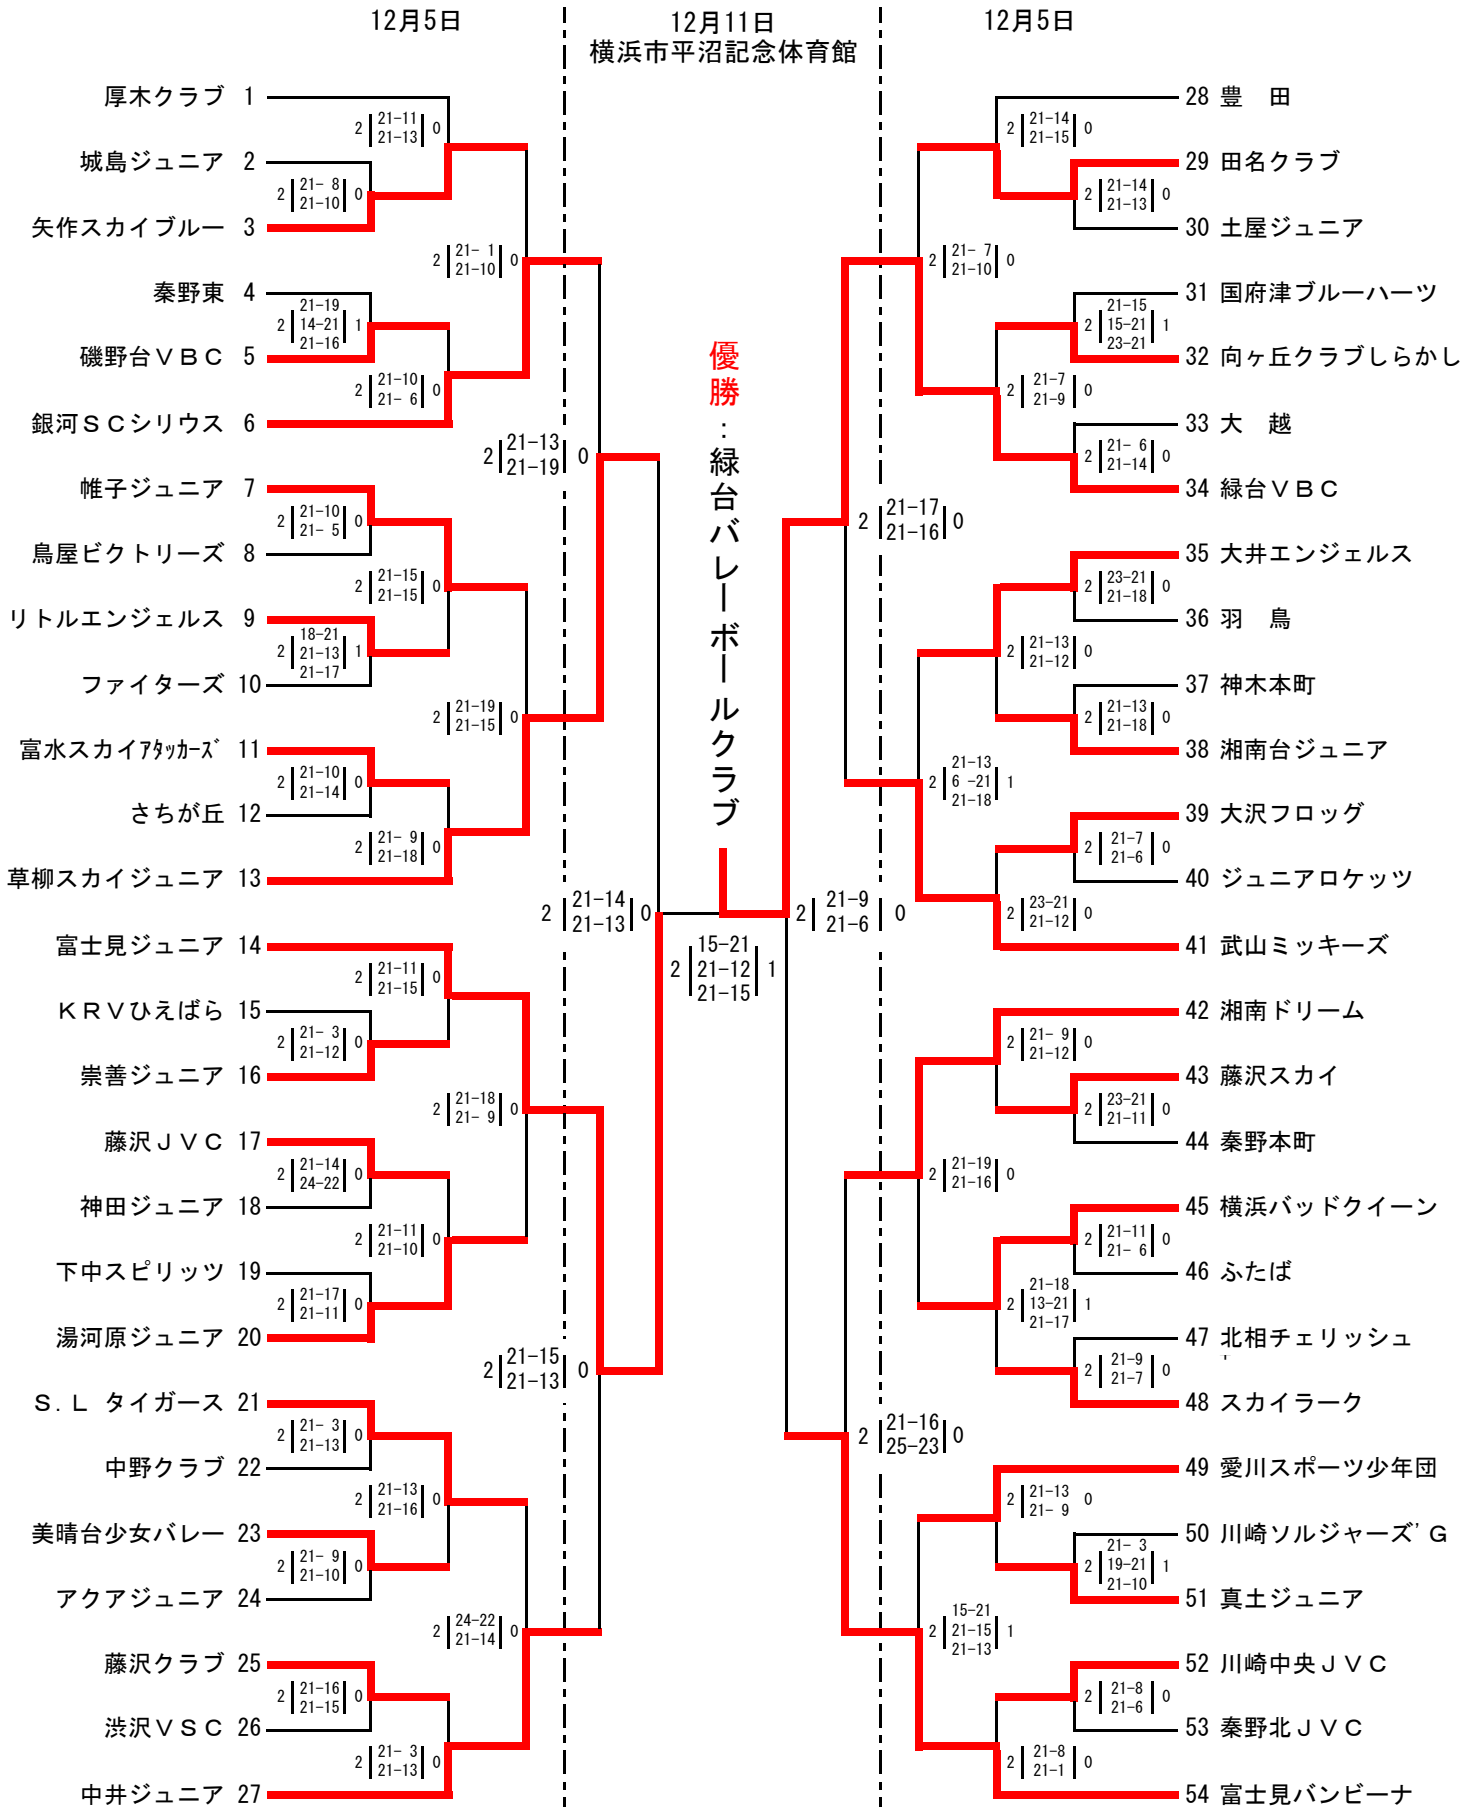 12月5日
12月11日
横浜市平沼記念体育館
12月5日
厚木クラブ 1
2 21-11 21-13 0
城島ジュニア 2
2 21- 8 21-10 0
矢作スカイブルー 3
2 21- 1 21-10 0
秦野東 4
2 21-19 14-21 21-16 1
磯野台VBC 5
2 21-10 21- 6 0
銀河SCシリウス 6
2 21-13 21-19 0
帷子ジュニア 7
2 21-10 21- 5 0
鳥屋ビクトリーズ 8
2 21-15 21-15 0
リトルエンジェルス 9
2 18-21 21-13 21-17 1
ファイターズ 10
2 21-19 21-15 0
富水スカイアタッカーズ 11
2 21-10 21-14 0
さちが丘 12
2 21- 9 21-18 0
草柳スカイジュニア 13
2 21-14 21-13 0
富士見ジュニア 14
2 21-11 21-15 0
KRVひえばら 15
2 21- 3 21-12 0
崇善ジュニア 16
2 21-18 21- 9 0
藤沢JVC 17
2 21-14 24-22 0
神田ジュニア 18
2 21-11 21-10 0
下中スピリッツ 19
2 21-17 21-11 0
湯河原ジュニア 20
2 21-15 21-13 0
S.L タイガース 21
2 21- 3 21-13 0
中野クラブ 22
2 21-13 21-16 0
美晴台少女バレー 23
2 21- 9 21-10 0
アクアジュニア 24
2 24-22 21-14 0
藤沢クラブ 25
2 21-16 21-15 0
渋沢VSC 26
2 21- 3 21-13 0
中井ジュニア 27
優勝:緑台バレーボールクラブ
2 15-21 21-12 21-15 1
28 豊 田
2 21-14 21-15 0
29 田名クラブ
2 21-14 21-13 0
30 土屋ジュニア
2 21- 7 21-10 0
31 国府津ブルーハーツ
2 21-15 15-21 23-21 1
32 向ヶ丘クラブしらかし
2 21-7 21-9 0
33 大 越
2 21- 6 21-14 0
34 緑台VBC
2 21-17 21-16 0
35 大井エンジェルス
2 23-21 21-18 0
36 羽 鳥
2 21-13 21-12 0
37 神木本町
2 21-13 21-18 0
38 湘南台ジュニア
2 21-13 6 -21 21-18 1
39 大沢フロッグ
2 21-7 21-6 0
40 ジュニアロケッツ
2 23-21 21-12 0
41 武山ミッキーズ
2 21-9 21-6 0
42 湘南ドリーム
2 21- 9 21-12 0
43 藤沢スカイ
2 23-21 21-11 0
44 秦野本町
2 21-19 21-16 0
45 横浜バッドクイーン
2 21-11 21- 6 0
46 ふたば
2 21-18 13-21 21-17 1
47 北相チェリッシュ
2 21-9 21-7 0
48 スカイラーク
2 21-16 25-23 0
49 愛川スポーツ少年団
2 21-13 21- 9 0
50 川崎ソルジャーズ'G
2 21- 3 19-21 21-10 1
51 真土ジュニア
2 15-21 21-15 21-13 1
52 川崎中央JVC
2 21-8 21-6 0
53 秦野北JVC
2 21-8 21-1 0
54 富士見バンビーナ